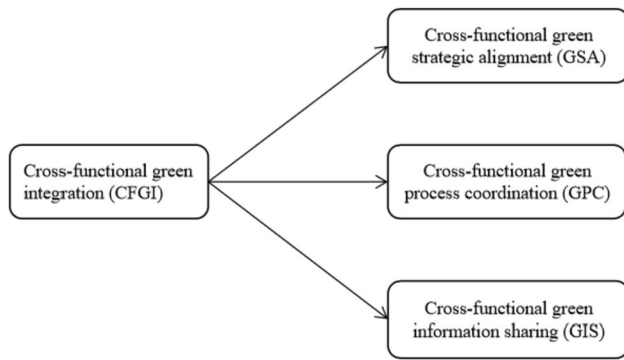 Cross-functional green
strategic alignment (GSA)
Cross-functional green
integration (CFGI)
Cross-functional green
process coordination (GPC)
Cross-functional green
information sharing (GIS)